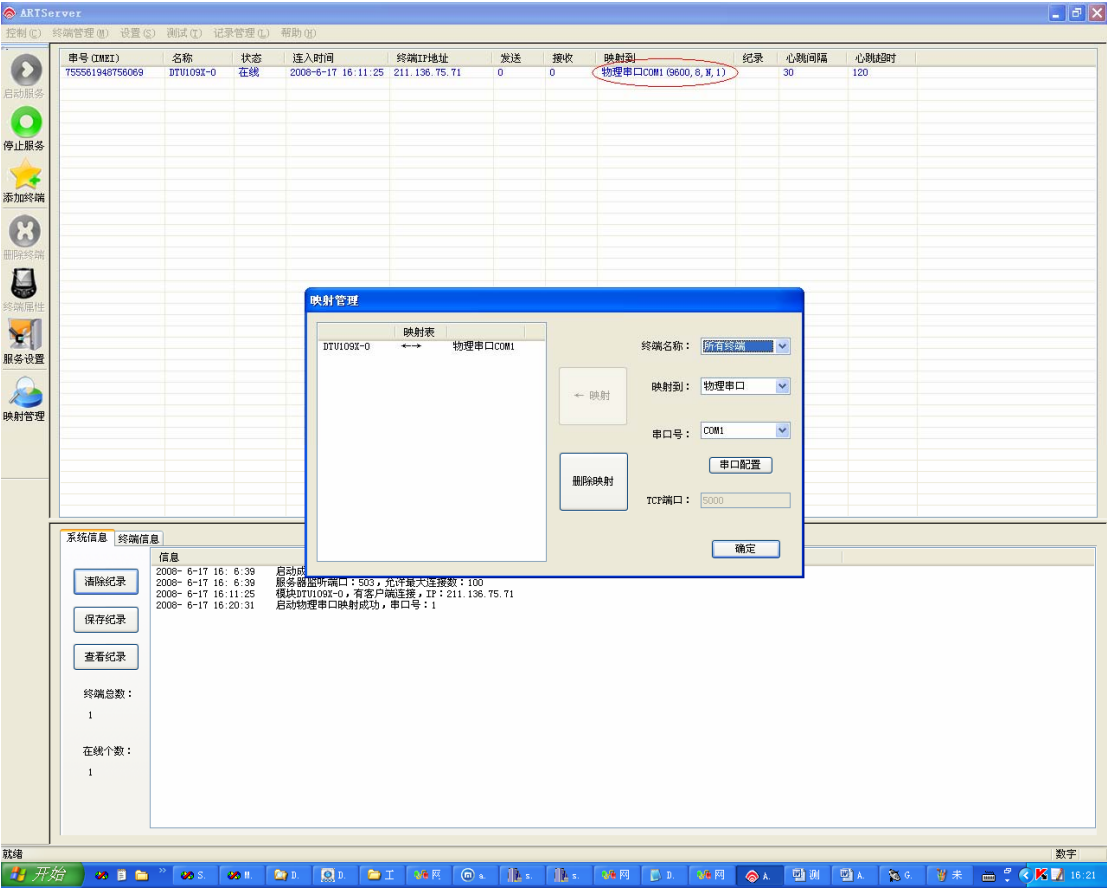 ARTServer
控制(C) 终端管理(M) 设置(S) 测试(T) 记录管理(L) 帮助(H)
串号(IMEI) 名称 状态 连入时间 终端IP地址 发送 接收 映射到 纪录 心跳间隔 心跳超时
755561948756069 DTU109X-0 在线 2008-6-17 16:11:25 211.136.75.71 0 0 物理串口COM1(9600,8,N,1) 30 120
启动服务
停止服务
添加终端
删除终端
终端属性
服务设置
映射管理
映射管理
映射表
DTU109X-0 ←→ 物理串口COM1
终端名称： 所有终端
← 映射
映射到： 物理串口
串口号： COM1
串口配置
删除映射
TCP端口： 5000
确定
系统信息 终端信息
信息
清除纪录
保存纪录
查看纪录
终端总数：
1
在线个数：
1
2008- 6-17 16: 6:39 启动成
2008- 6-17 16: 6:39 服务器监听端口：503，允许最大连接数：100
2008- 6-17 16:11:25 模块DTU109X-0，有客户端连接，IP：211.136.75.71
2008- 6-17 16:20:31 启动物理串口映射成功，串口号：1
就绪 数字
开始 S. M. D. D. 工 网 a. s. s. 网 D. 网 A. 测 A. G. 未 16:21